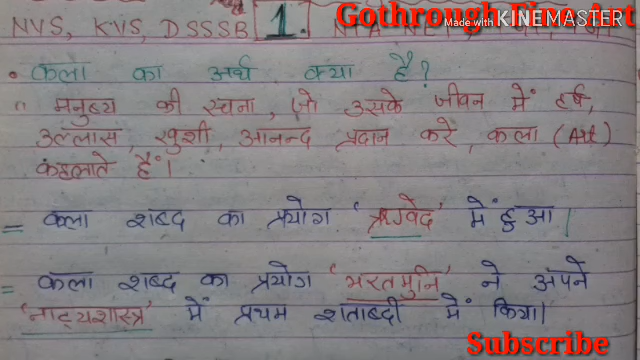 Gothrough Fine Art
Made with KINEMASTER
NVS, KVS, DSSSB 1.
• कला का अर्थ क्या है?
" मनुष्य की रचना, जो उसके जीवन में हर्ष,
उल्लास, खुशी, आनन्द प्रदान करे, कला (Art)
कहलाते हैं।
= कला शब्द का प्रयोग 'ऋग्वेद' में हुआ।
= कला शब्द का प्रयोग 'भरतमुनि' ने अपने
'नाट्यशास्त्र' में प्रथम शताब्दी में किया।
Subscribe